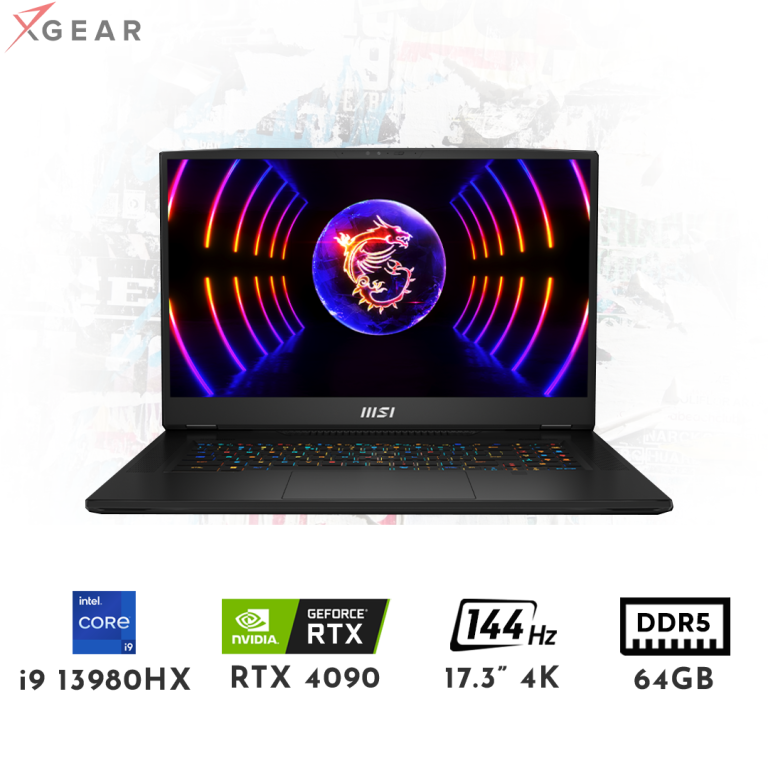 XGEAR
msi
intel.
CORE
i9
NVIDIA.
GEFORCE®
RTX
144Hz
DDR5
i9 13980HX
RTX 4090
17.3” 4K
64GB